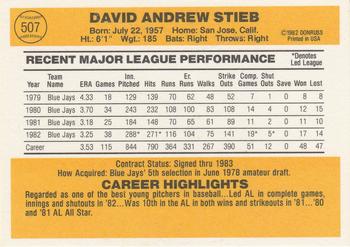 507
DAVID ANDREW STIEB
Born: July 22, 1957 Home: San Jose, Calif.
Ht.: 6'1" Wgt.: 185 Bats: Right Throws: Right
©1982 DONRUSS
PRINTED IN USA
RECENT MAJOR LEAGUE PERFORMANCE
*Denotes Led League
Year Team Name ERA Games Inn. Pitched Hits Runs Er. Runs Walks Strike Outs Comp. Games Shut Outs Saves Won Lost
1979 Blue Jays 4.33 18 129 139 70 62 48 52 7 1 0 8 8
1980 Blue Jays 3.70 34 243 232 108 100 83 108 14 4 0 12 15
1981 Blue Jays 3.18 25 184 148 70 65 61 89 11 2 0 11 10
1982 Blue Jays 3.25 38 288* 271* 116 104 75 141 19* 5* 0 17 14
Career 3.53 115 844 790 364 331 267 390 51 12 0 48 47
Contract Status: Signed thru 1983
How Acquired: Blue Jays' 5th selection in June 1978 amateur draft.
CAREER HIGHLIGHTS
Regarded as one of the best young pitchers in baseball...Led AL in complete games, innings and shutouts in '82...Was 10th in the AL in both wins and strikeouts in '81...'80 and '81 AL All Star.